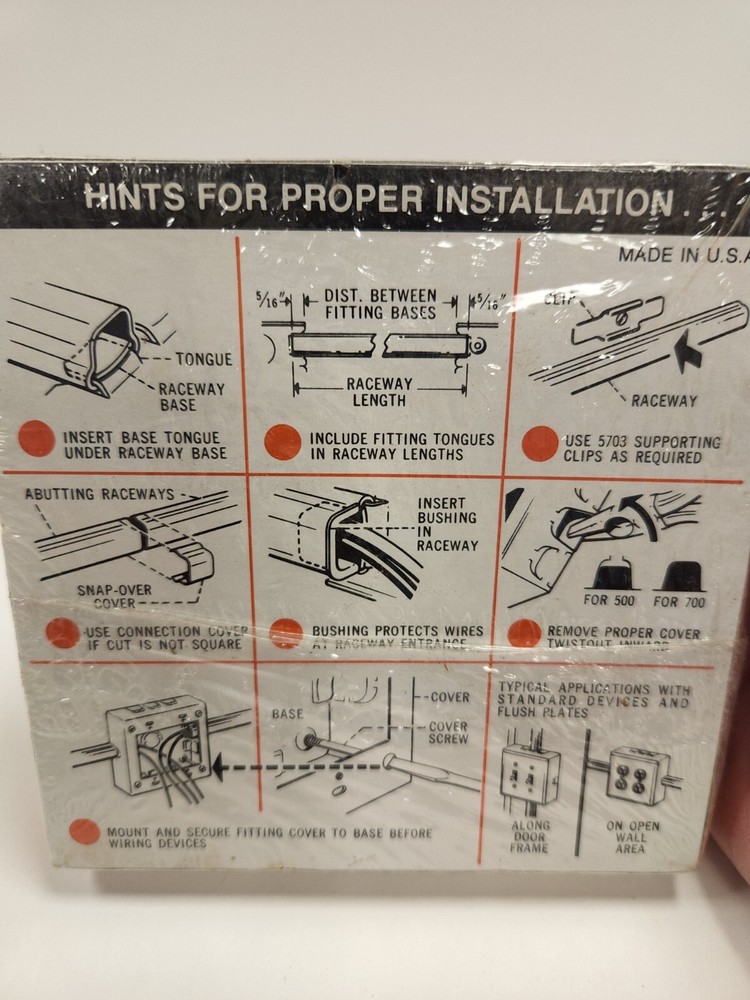 HINTS FOR PROPER INSTALLATION . . . .
MADE IN U.S.A
TONGUE
RACEWAY
BASE
INSERT BASE TONGUE
UNDER RACEWAY BASE
5/16"
DIST. BETWEEN
FITTING BASES
5/16"
RACEWAY
LENGTH
INCLUDE FITTING TONGUES
IN RACEWAY LENGTHS
CLIP
RACEWAY
USE 5703 SUPPORTING
CLIPS AS REQUIRED
ABUTTING RACEWAYS
SNAP-OVER
COVER
USE CONNECTION COVER
IF CUT IS NOT SQUARE
INSERT
BUSHING
IN
RACEWAY
BUSHING PROTECTS WIRES
AT RACEWAY ENTRANCE
FOR 500
FOR 700
REMOVE PROPER COVER
TWISTOUT INWARD
MOUNT AND SECURE FITTING COVER TO BASE BEFORE
WIRING DEVICES
BASE
COVER
COVER
SCREW
TYPICAL APPLICATIONS WITH
STANDARD DEVICES AND
FLUSH PLATES
ALONG
DOOR
FRAME
ON OPEN
WALL
AREA